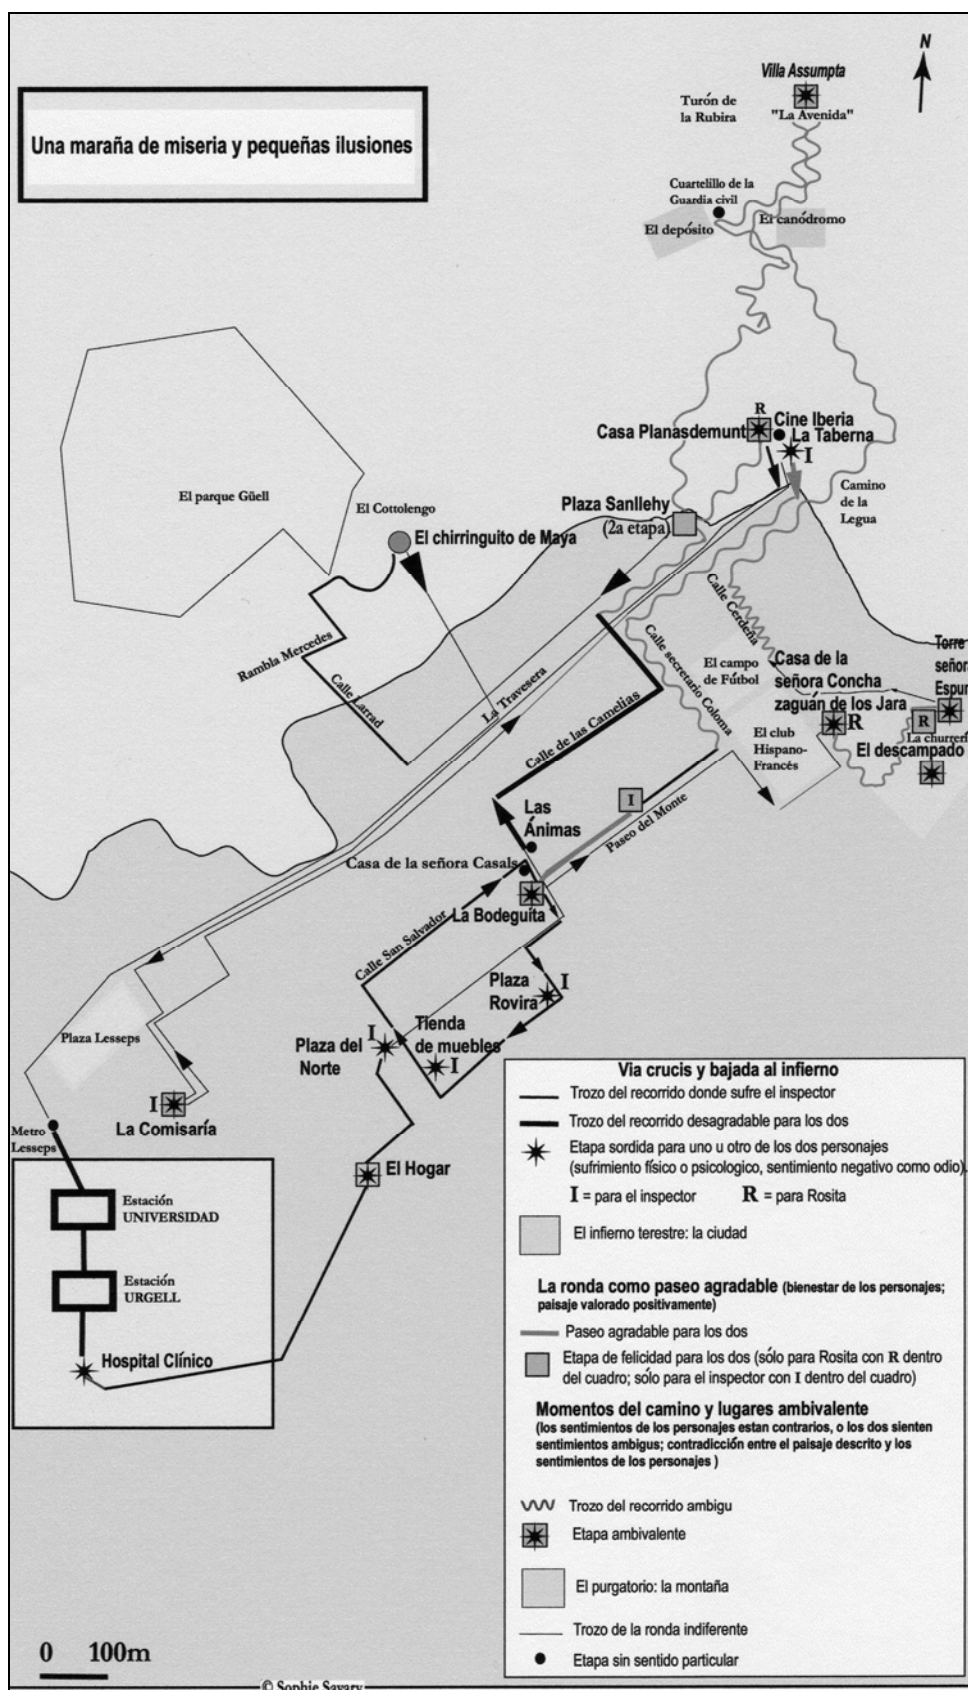 N
Villa Assumpta
Turón de
la Rubira
"La Avenida"
Una maraña de miseria y pequeñas ilusiones
Cuartelillo de la
Guardia civil
El depósito
El canódromo
R
Cine Iberia
Casa Planasdemunt
La Taberna
I
El parque Güell
Camino
de la
Legua
El Cottolengo
Plaza Sanllehy
(2a etapa)
El chirringuito de Maya
Calle Cerdeña
Rambla Mercedes
Calle Larrad
La Travesera
Calle secretario Coloma
El campo
de Fútbol
Casa de la
señora Concha
zaguán de los Jara
Torre
señora
Espun
R
R
La churrería
El descampado
El club
Hispano-
Francés
Calle de las Camelias
I
Las
Ánimas
Paseo del Monte
Casa de la señora Casals
La Bodeguita
Calle San Salvador
Plaza
Rovira
I
Plaza Lesseps
Plaza del
Norte
I
Tienda
de muebles
I
I
La Comisaría
Metro
Lesseps
El Hogar
Estación
UNIVERSIDAD
Estación
URGELL
Hospital Clínico
Via crucis y bajada al infierno
Trozo del recorrido donde sufre el inspector
Trozo del recorrido desagradable para los dos
Etapa sordida para uno u otro de los dos personajes
(sufrimiento físico o psicologico, sentimiento negativo como odio).
I = para el inspector R = para Rosita
El infierno terestre: la ciudad
La ronda como paseo agradable (bienestar de los personajes;
paisaje valorado positivamente)
Paseo agradable para los dos
Etapa de felicidad para los dos (sólo para Rosita con R dentro
del cuadro; sólo para el inspector con I dentro del cuadro)
Momentos del camino y lugares ambivalente
(los sentimientos de los personajes estan contrarios, o los dos sienten
sentimientos ambigus; contradicción entre el paisaje descrito y los
sentimientos de los personajes )
Trozo del recorrido ambigu
Etapa ambivalente
El purgatorio: la montaña
Trozo de la ronda indiferente
Etapa sin sentido particular
0 100m
© Sophie Savary